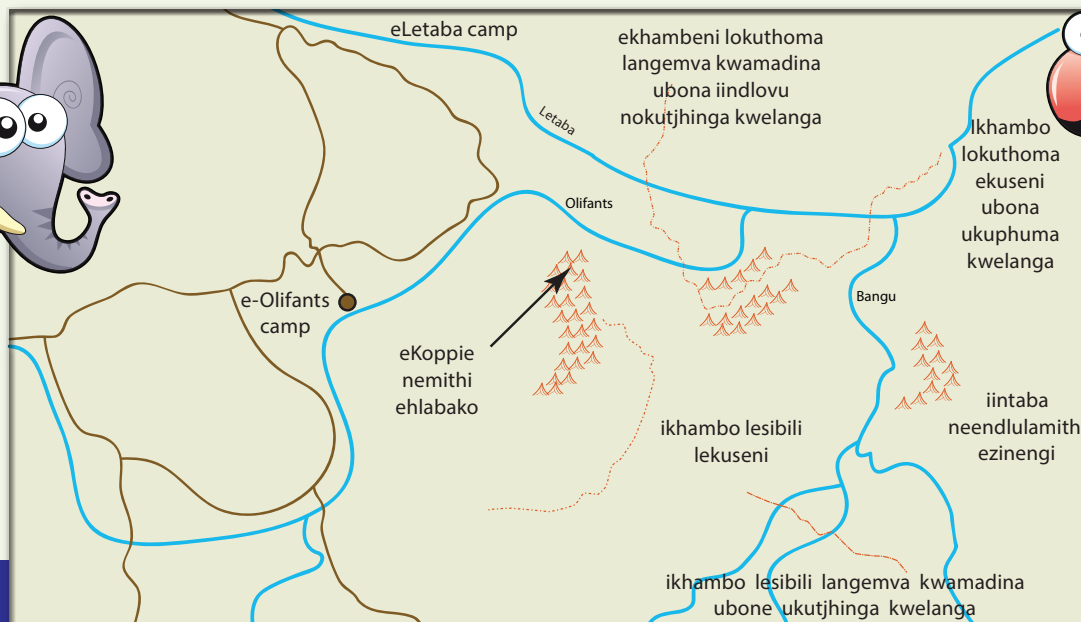 eLetaba camp
ekhambeni lokuthoma
langemva kwamadina
ubona iindlovu
nokutjhinga kwelanga
Letaba
Ikhambo
lokuthoma
ekuseni
ubona
ukuphuma
kwelanga
Olifants
e-Olifants
camp
Bangu
eKoppie
nemithi
ehlabako
ikhambo lesibili
lekuseni
iintaba
neendlulamith
ezinengi
ikhambo lesibili langemva kwamadina
ubone ukutjhinga kwelanga